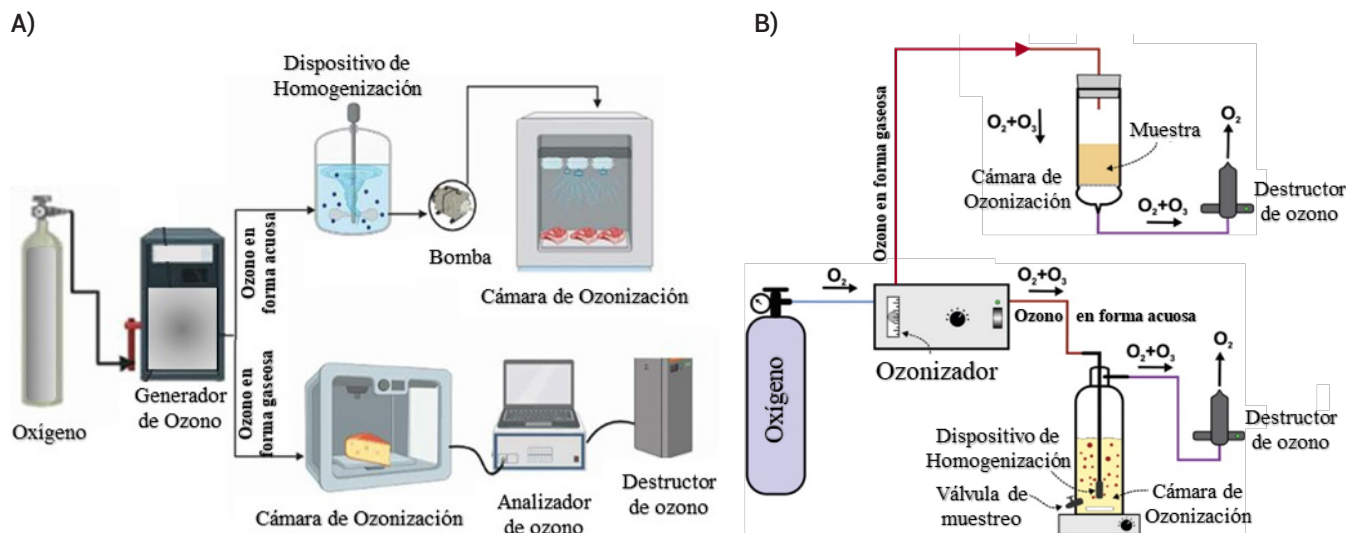 A)
Dispositivo de
Homogenización
Bomba
Cámara de Ozonización
Ozono en
forma acuosa
Oxígeno
Generador
de Ozono
Ozono en
forma gaseosa
Cámara de Ozonización
Analizador
de ozono
Destructor
de ozono
B)
Ozono en forma gaseosa
O2+O3
Muestra
Cámara de
Ozonización
O2+O3
O2
Destructor
de ozono
O2
O2+O3
Ozono en forma acuosa
Ozonizador
Oxígeno
O2+O3
O2
Destructor
de ozono
Dispositivo de
Homogenización
Válvula de
muestreo
Cámara de
Ozonización